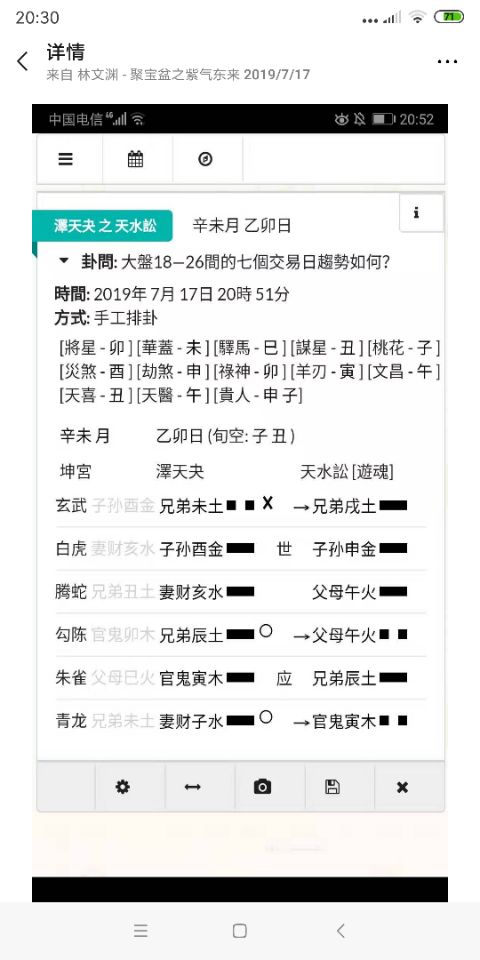 20:30
71
详情
来自 林文渊 - 聚宝盆之紫气东来 2019/7/17
中国电信 46 20:52
澤天夬 之 天水訟 辛未月 乙卯日
卦問: 大盤18—26間的七個交易日趨勢如何?
時間: 2019年 7月 17日 20時 51分
方式: 手工排卦
[將星 - 卯 ] [華蓋 - 未 ] [驛馬 - 巳 ] [謀星 - 丑 ] [桃花 - 子 ]
[災煞 - 酉 ] [劫煞 - 申 ] [祿神 - 卯 ] [羊刃 - 寅 ] [文昌 - 午 ]
[天喜 - 丑 ] [天醫 - 午 ] [貴人 - 申 子]
辛未 月 乙卯日 (旬空: 子 丑 )
坤宮 澤天夬 天水訟 [遊魂]
玄武 子孙酉金 兄弟未土 X →兄弟戌土
白虎 妻财亥水 子孙酉金 世 子孙申金
腾蛇 兄弟丑土 妻财亥水 父母午火
勾陈 官鬼卯木 兄弟辰土 O →父母午火
朱雀 父母巳火 官鬼寅木 应 兄弟辰土
青龙 兄弟未土 妻财子水 O →官鬼寅木